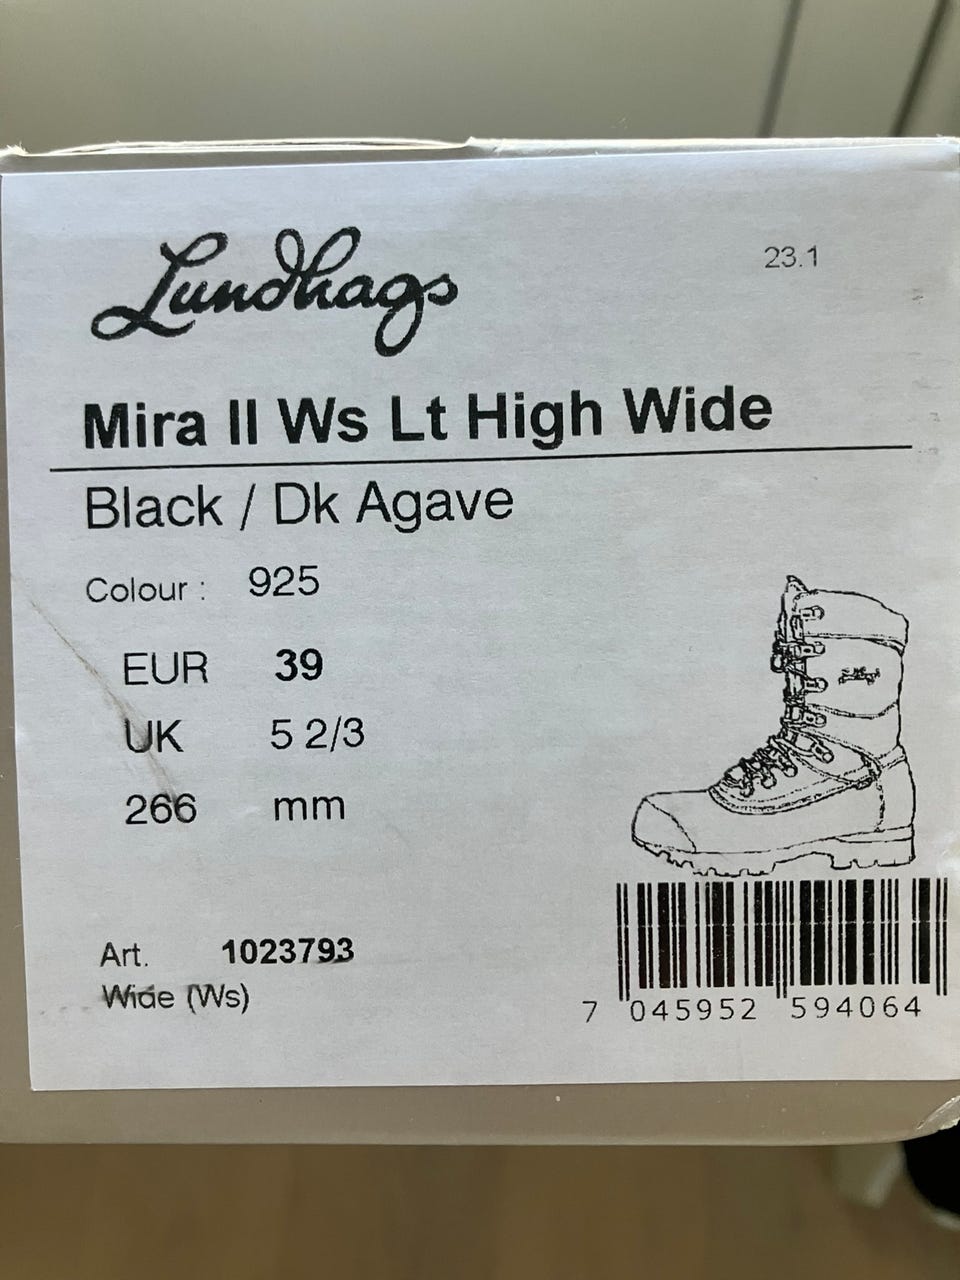 Lundhags
23.1
Mira II Ws Lt High Wide
Black / Dk Agave
Colour : 925
EUR 39
UK 5 2/3
266 mm
Art. 1023793
Wide (Ws)
7 045952 594064